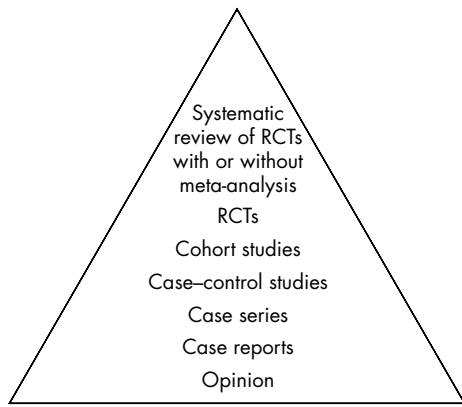 Systematic
review of RCTs
with or without
meta-analysis
RCTs
Cohort studies
Case–control studies
Case series
Case reports
Opinion